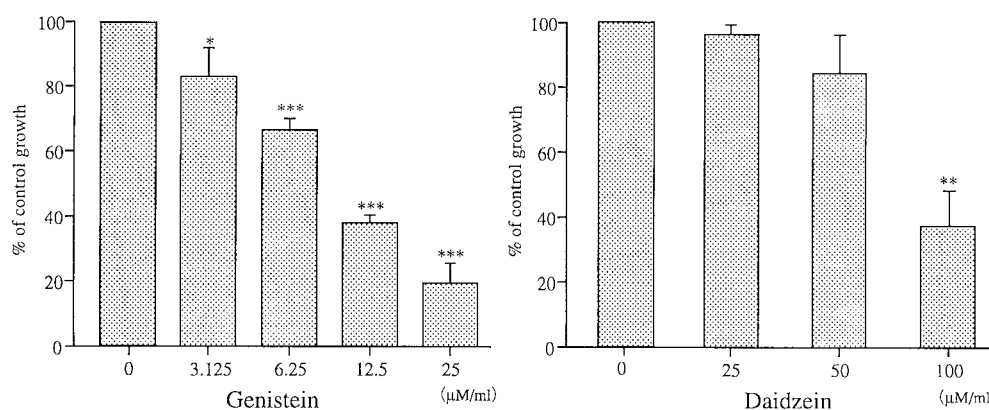 % of control growth
100
80
60
40
20
0
*
***
***
***
0 3.125 6.25 12.5 25
Genistein (μM/ml)
% of control growth
100
80
60
40
20
0
**
0 25 50 100
Daidzein (μM/ml)